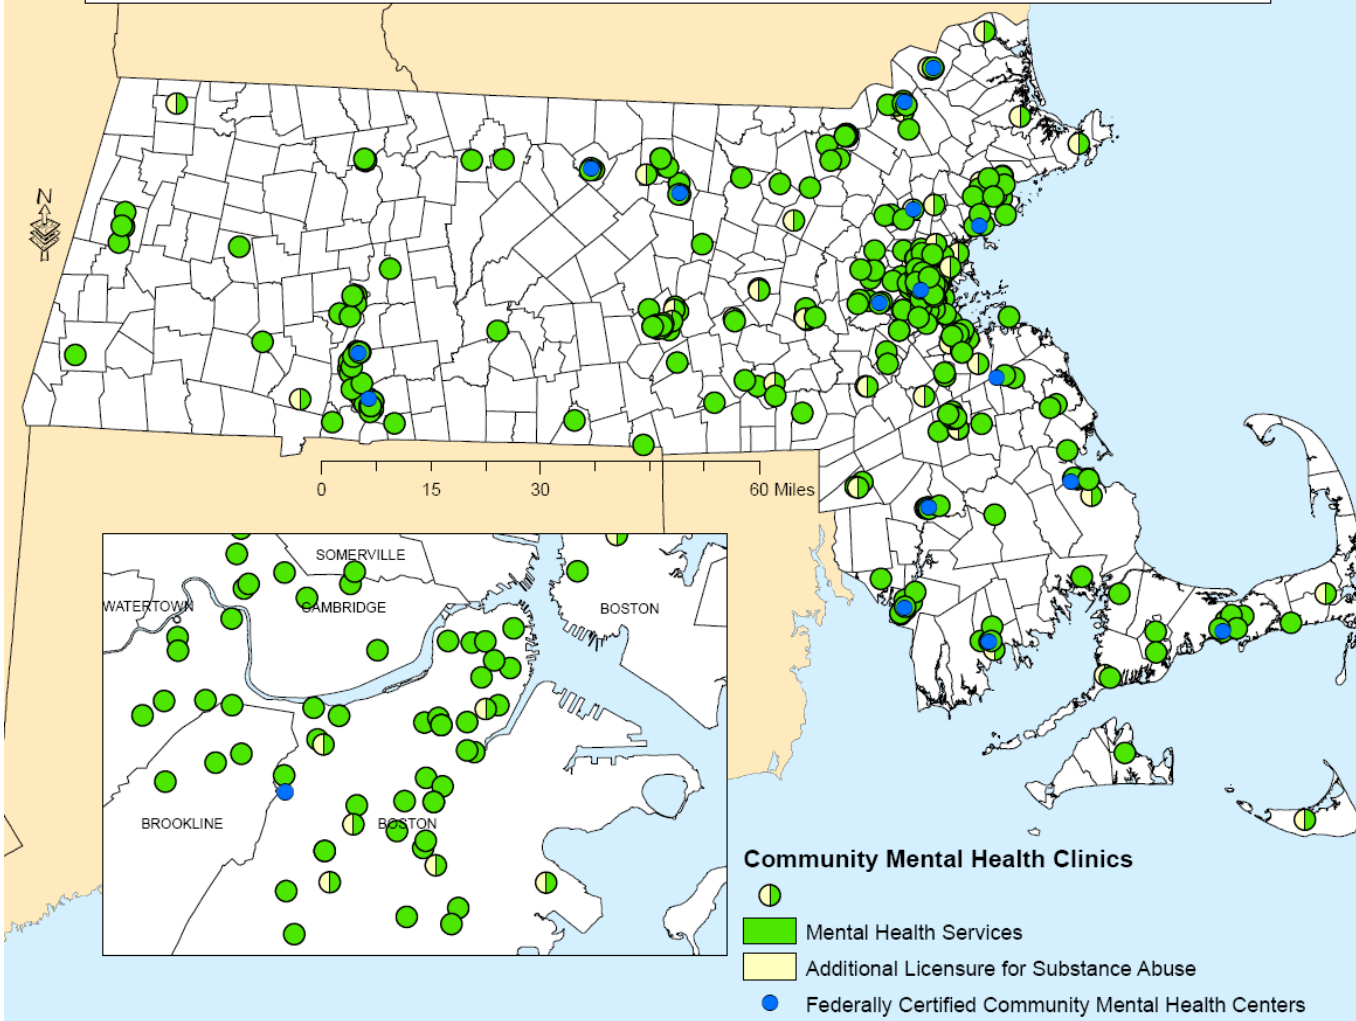 N
0 15 30 60 Miles
SOMERVILLE
WATERTOWN
CAMBRIDGE
BOSTON
BROOKLINE
BOSTON
Community Mental Health Clinics
Mental Health Services
Additional Licensure for Substance Abuse
Federally Certified Community Mental Health Centers